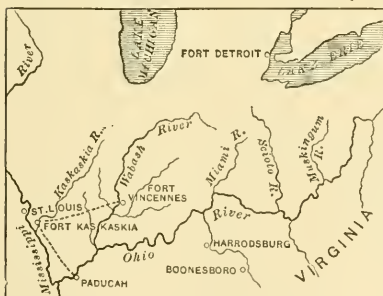 LAKE MICHIGAN
FORT DETROIT
LAKE ERIE
River
Kaskaskia R.
Wabash River
Miami R.
Scioto R.
Muskingum R.
FORT VINCENNES
ST. LOUIS
FORT KASKASKIA
Mississippi
Ohio River
HARRODSBURG
BOONESBORO
PADUCAH
VIRGINIA